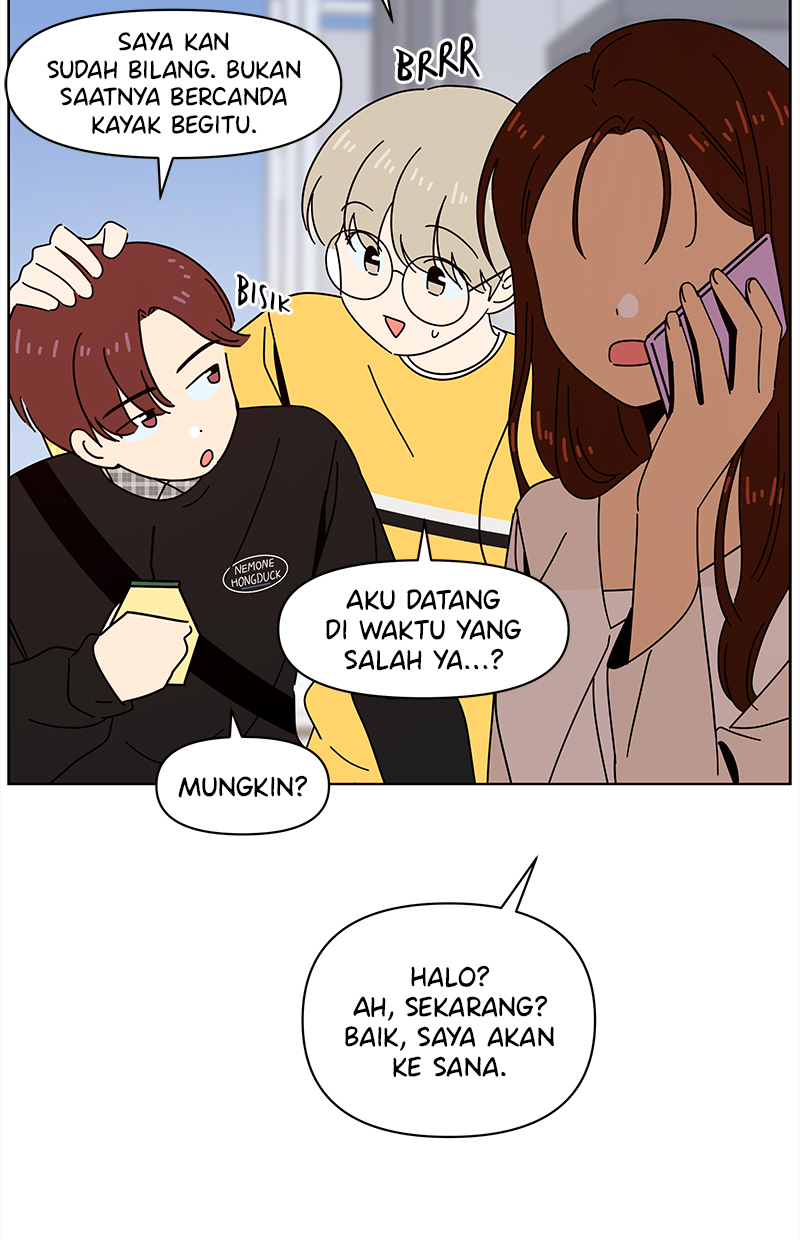 SAYA KAN
SUDAH BILANG. BUKAN
SAATNYA BERCANDA
KAYAK BEGITU.
BRRR
BISIK
NEMONE
HONGDUCK
AKU DATANG
DI WAKTU YANG
SALAH YA...?
MUNGKIN?
HALO?
AH, SEKARANG?
BAIK, SAYA AKAN
KE SANA.